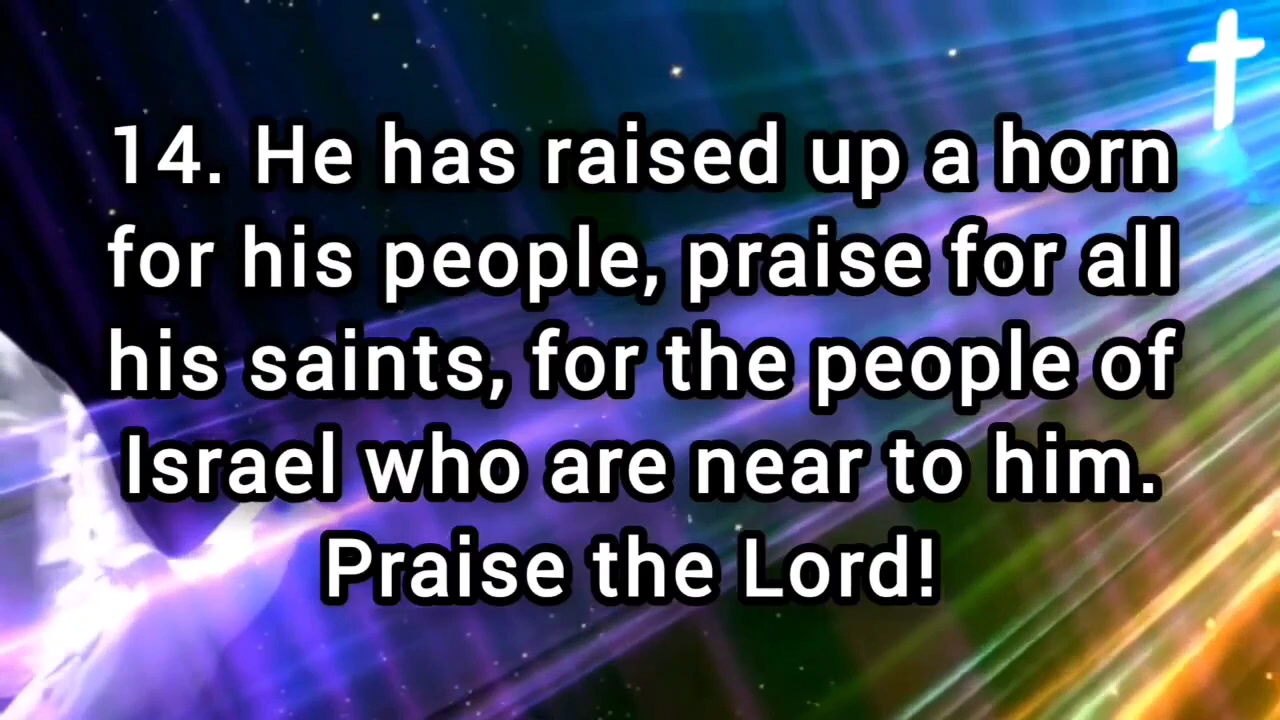 14. He has raised up a horn
for his people, praise for all
his saints, for the people of
Israel who are near to him.
Praise the Lord!